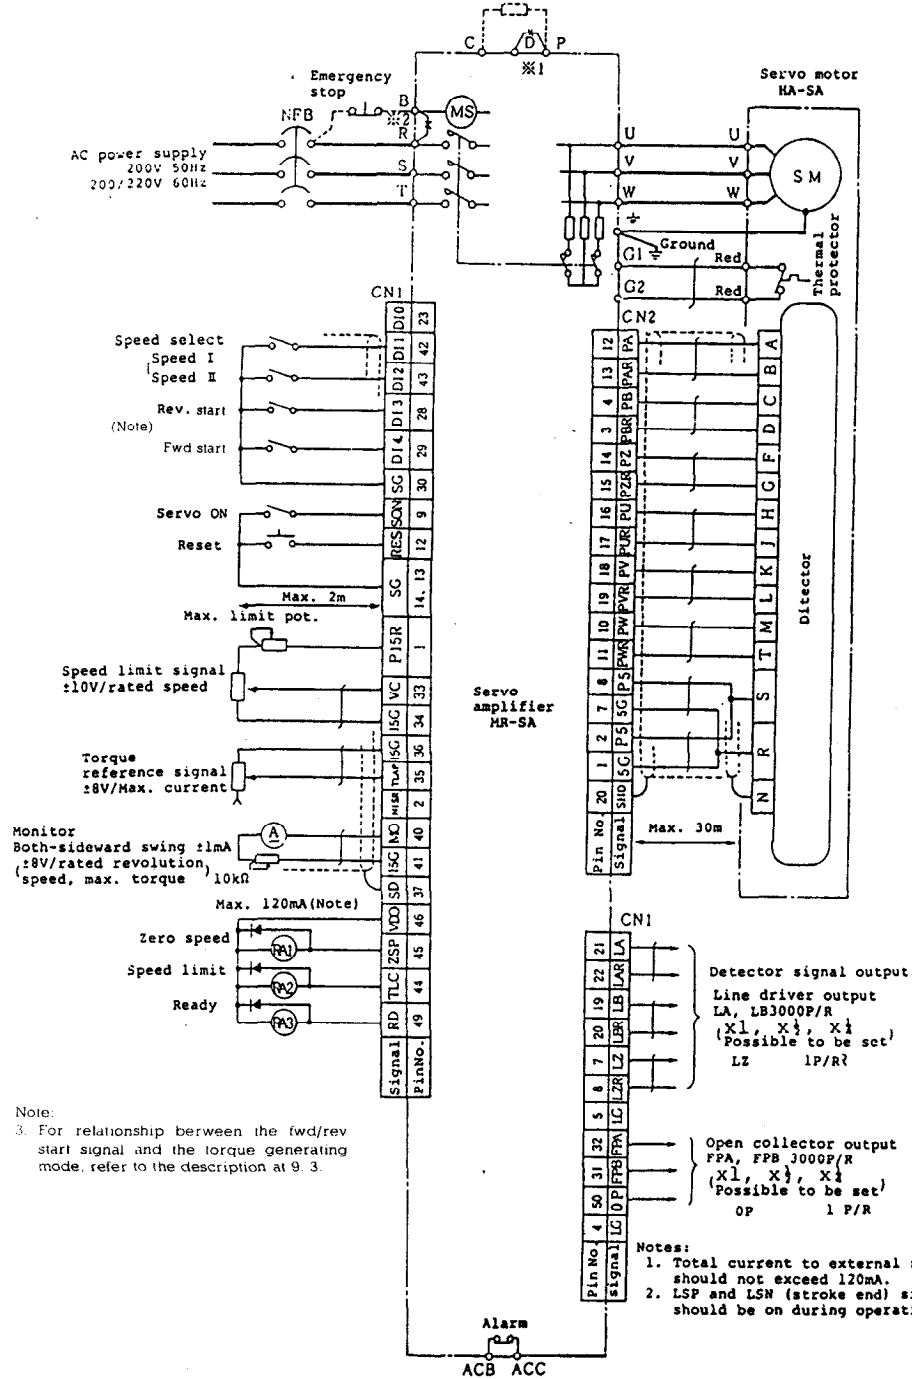 C D P
※1
Emergency
stop
NFB
B
※2
R
MS
AC power supply
200V 50Hz
200/220V 60Hz
S
T
Servo motor
HA-SA
U U
V V
W W
SM
Ground
G1 Red
G2 Red
Thermal
protector
CN1
DI0 23
Speed select
Speed I DI1 42
Speed II DI2 43
Rev. start DI3 28
(Note)
Fwd start DI4 29
SG 30
Servo ON SON 9
Reset RES 12
SG 14, 13
Max. 2m
Max. limit pot.
P15R 1
Speed limit signal
±10V/rated speed
VC 33
15G 34
15G 36
Torque
reference signal
±8V/Max. current
TLAP 35
2
Monitor
Both-sideward swing ±1mA
(±8V/rated revolution
speed, max. torque) 10kΩ
A
MO 40
15G 41
SD 37
Max. 120mA(Note)
VDO 46
Zero speed RA1 ZSP 45
Speed limit RA2 TLC 44
Ready RA3 RD 49
Signal PinNo.
Servo
amplifier
MR-SA
CN2
12 PA A
13 PAR B
4 PB C
3 PBR D
14 PZ F
15 PZR G
16 PU H
17 PUR J
18 PV K
19 PVR L
10 PW M
11 PWR T
8 P5 S
7 5G
2 P5 R
1 5G
20 SHD N
Pin No. Signal
Max. 30m
Ditector
CN1
21 LA
22 LAR
19 LB
20 LBR
7 LZ
8 LZR
5 LG
32 FPA
31 FPB
50 OP
4 LG
Pin No. signal
Detector signal output
Line driver output
LA, LB3000P/R
(X1, X½, X¼
Possible to be set)
LZ 1P/R
Open collector output
FPA, FPB 3000P/R
(X1, X½, X¼
Possible to be set)
OP 1 P/R
Note:
3. For relationship berween the fwd/rev
start signal and the torque generating
mode, refer to the description at 9. 3.
Notes:
1. Total current to external
should not exceed 120mA.
2. LSP and LSN (stroke end)
should be on during
Alarm
ACB ACC